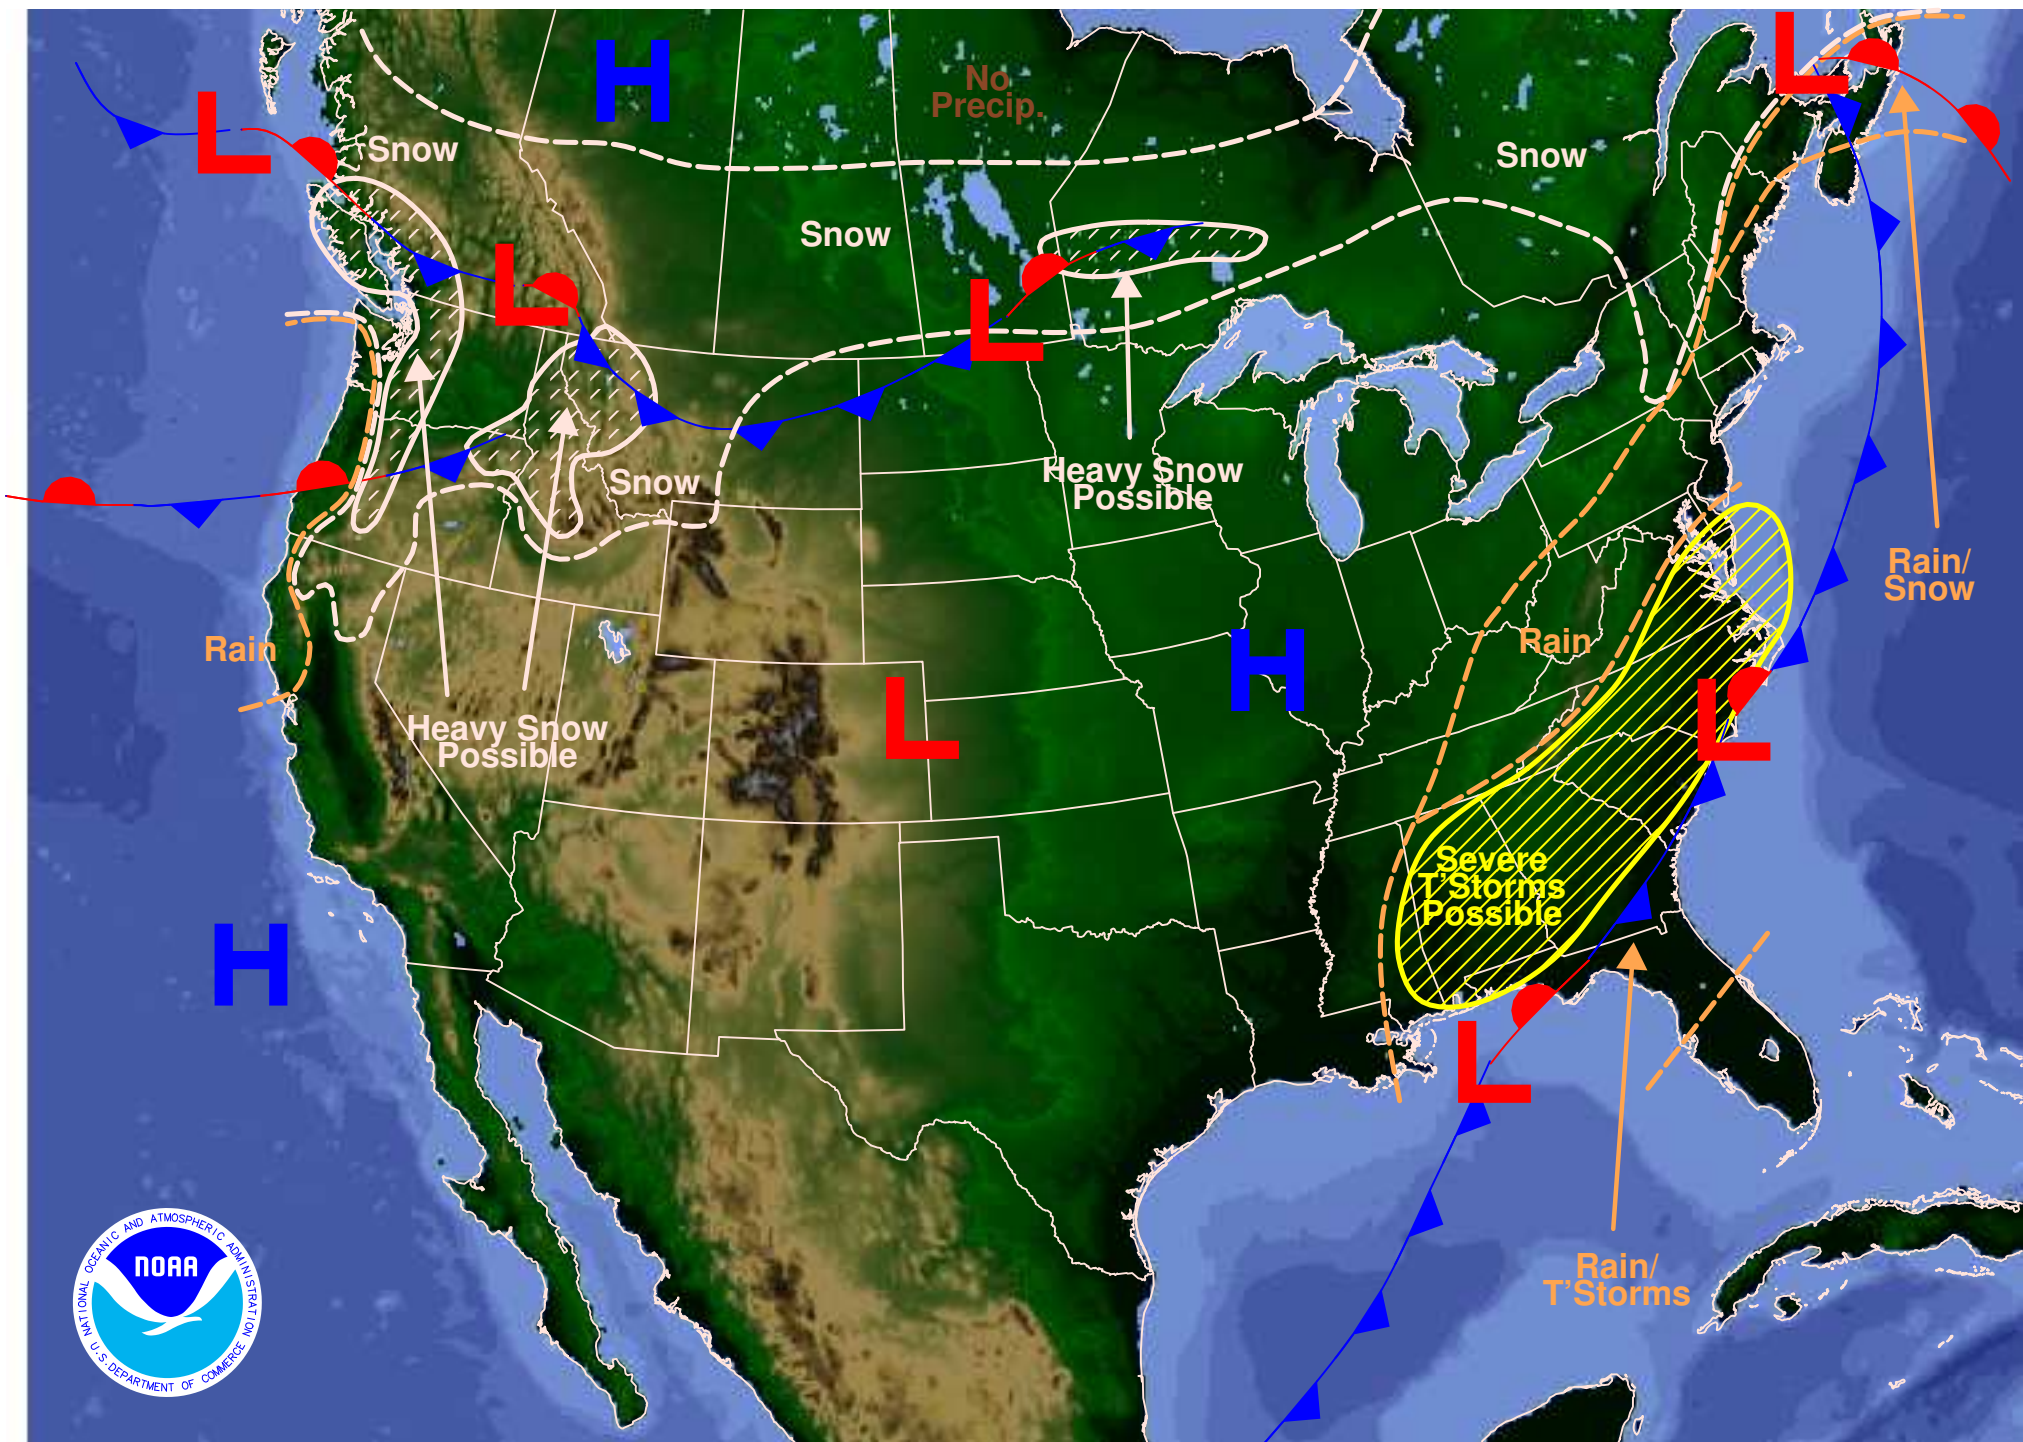 L
H
No
Precip.
L
Snow
Snow
Snow
L
L
Snow
Heavy Snow
Possible
Rain/
Snow
Rain
Rain
H
L
L
Heavy Snow
Possible
Severe
T'Storms
Possible
H
L
Rain/
T'Storms
NATIONAL OCEANIC AND ATMOSPHERIC ADMINISTRATION
NOAA
U.S. DEPARTMENT OF COMMERCE